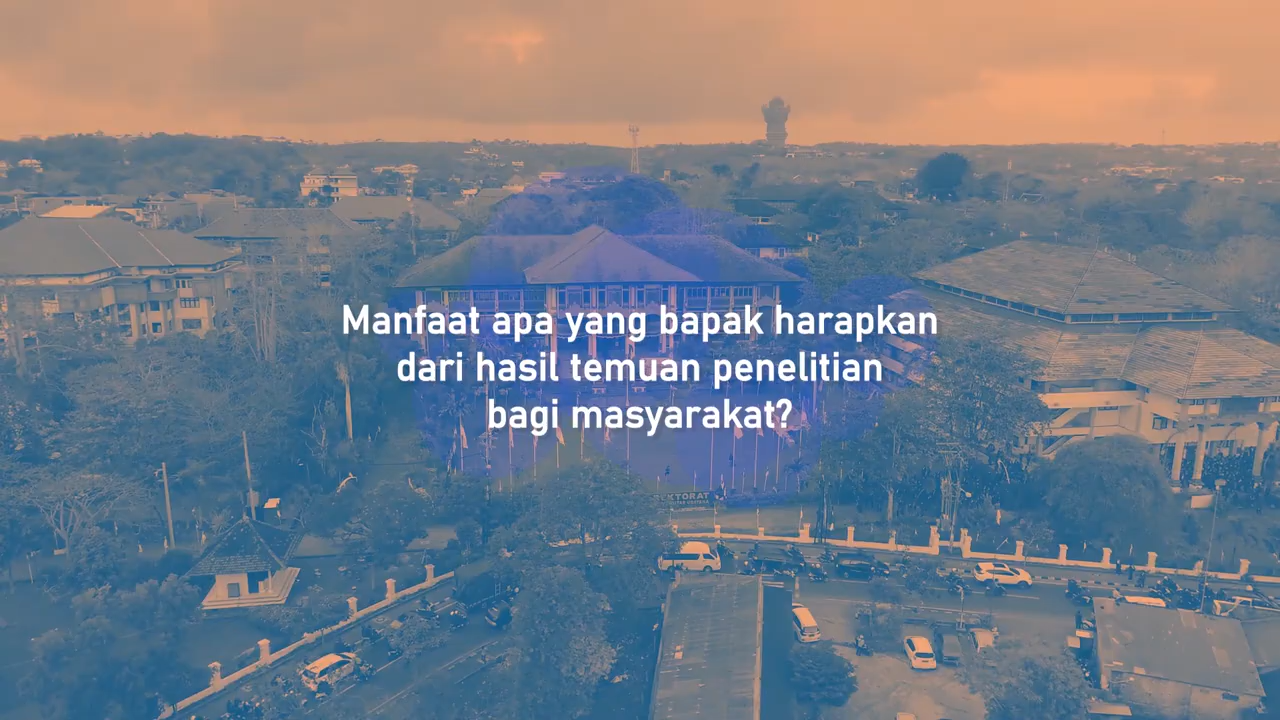 Manfaat apa yang bapak harapkan
dari hasil temuan penelitian
bagi masyarakat?